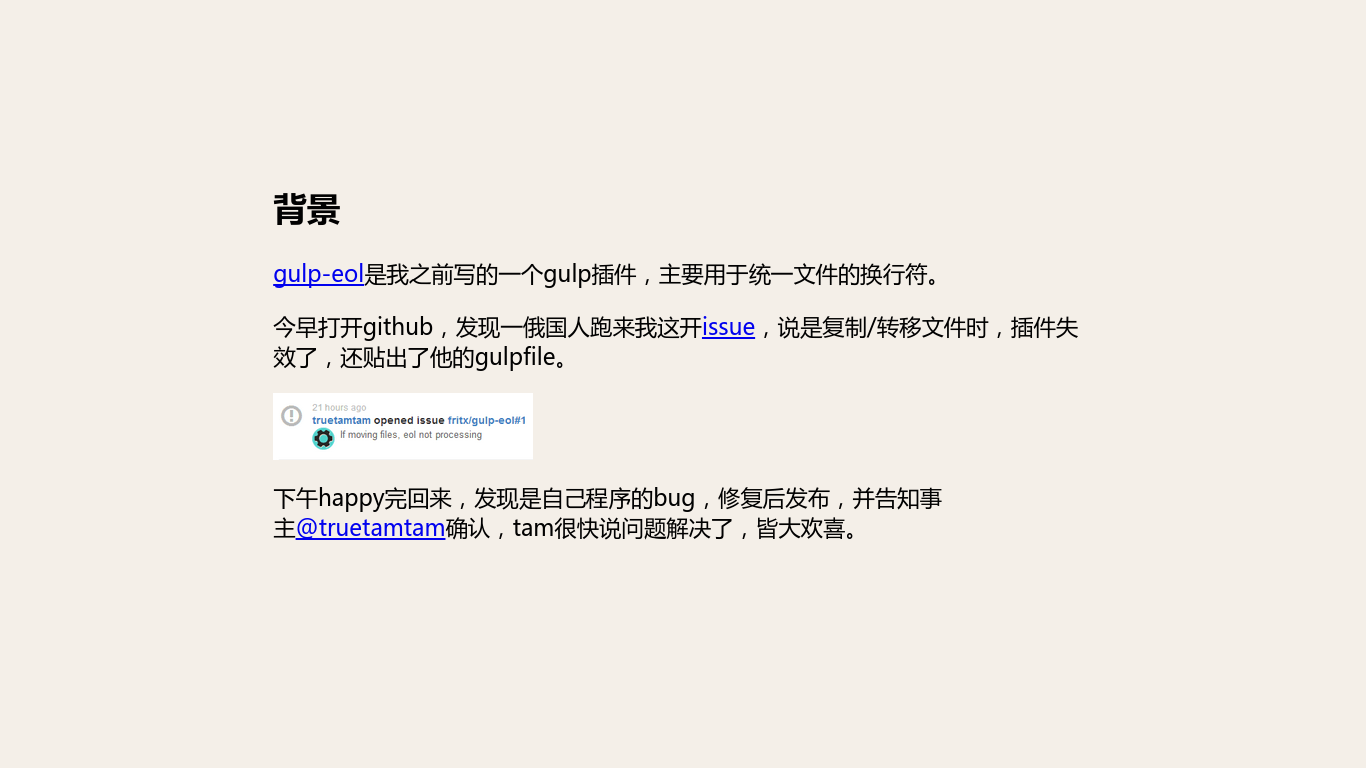 背景
gulp-eol是我之前写的一个gulp插件，主要用于统一文件的换行符。
今早打开github，发现一俄国人跑来我这开issue，说是复制/转移文件时，插件失
效了，还贴出了他的gulpfile。
21 hours ago
truetamtam opened issue fritx/gulp-eol#1
If moving files, eol not processing
下午happy完回来，发现是自己程序的bug，修复后发布，并告知事
主@truetamtam确认，tam很快说问题解决了，皆大欢喜。